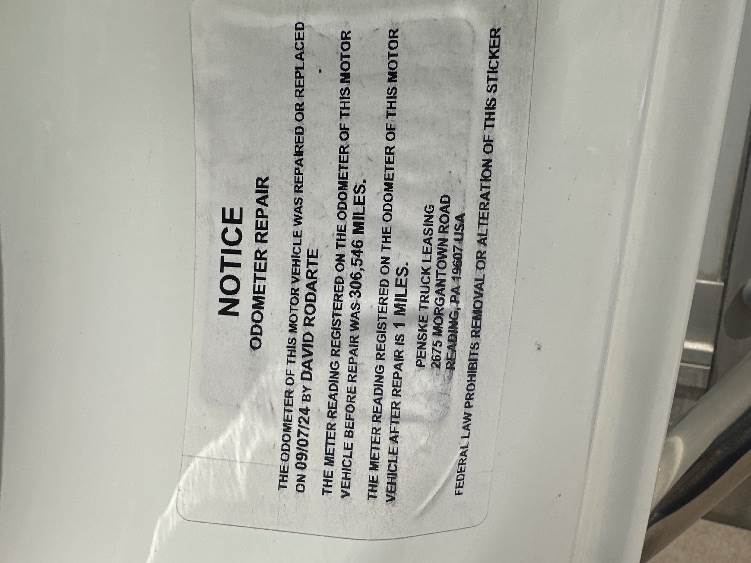 NOTICE
ODOMETER REPAIR
THE ODOMETER OF THIS MOTOR VEHICLE WAS REPAIRED OR REPLACED
ON 09/07/24 BY DAVID RODARTE
THE METER READING REGISTERED ON THE ODOMETER OF THIS MOTOR
VEHICLE BEFORE REPAIR WAS 306,546 MILES.
THE METER READING REGISTERED ON THE ODOMETER OF THIS MOTOR
VEHICLE AFTER REPAIR IS 1 MILES.
PENSKE TRUCK LEASING
2675 MORGANTOWN ROAD
READING, PA 19607 USA
FEDERAL LAW PROHIBITS REMOVAL OR ALTERATION OF THIS STICKER